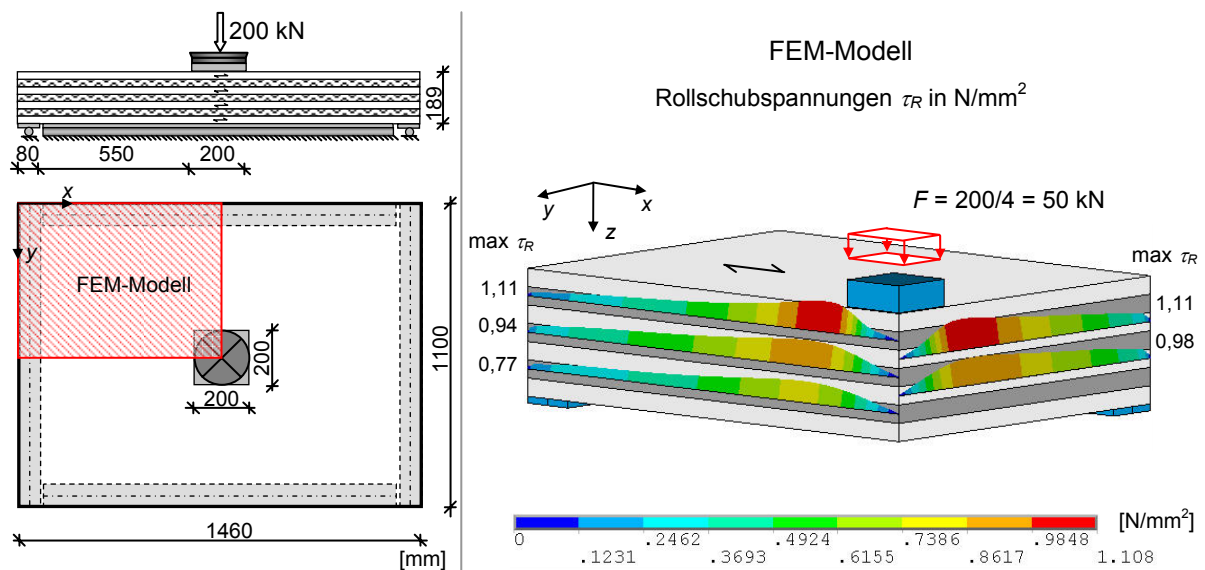 200 kN
189
80
550
200
x
y
FEM-Modell
200
200
1100
1460
[mm]
FEM-Modell
Rollschubspannungen τR in N/mm²
y
x
z
F = 200/4 = 50 kN
max τR
1,11
0,94
0,77
max τR
1,11
0,98
[N/mm²]
0 .2462 .4924 .7386 .9848
.1231 .3693 .6155 .8617 1.108